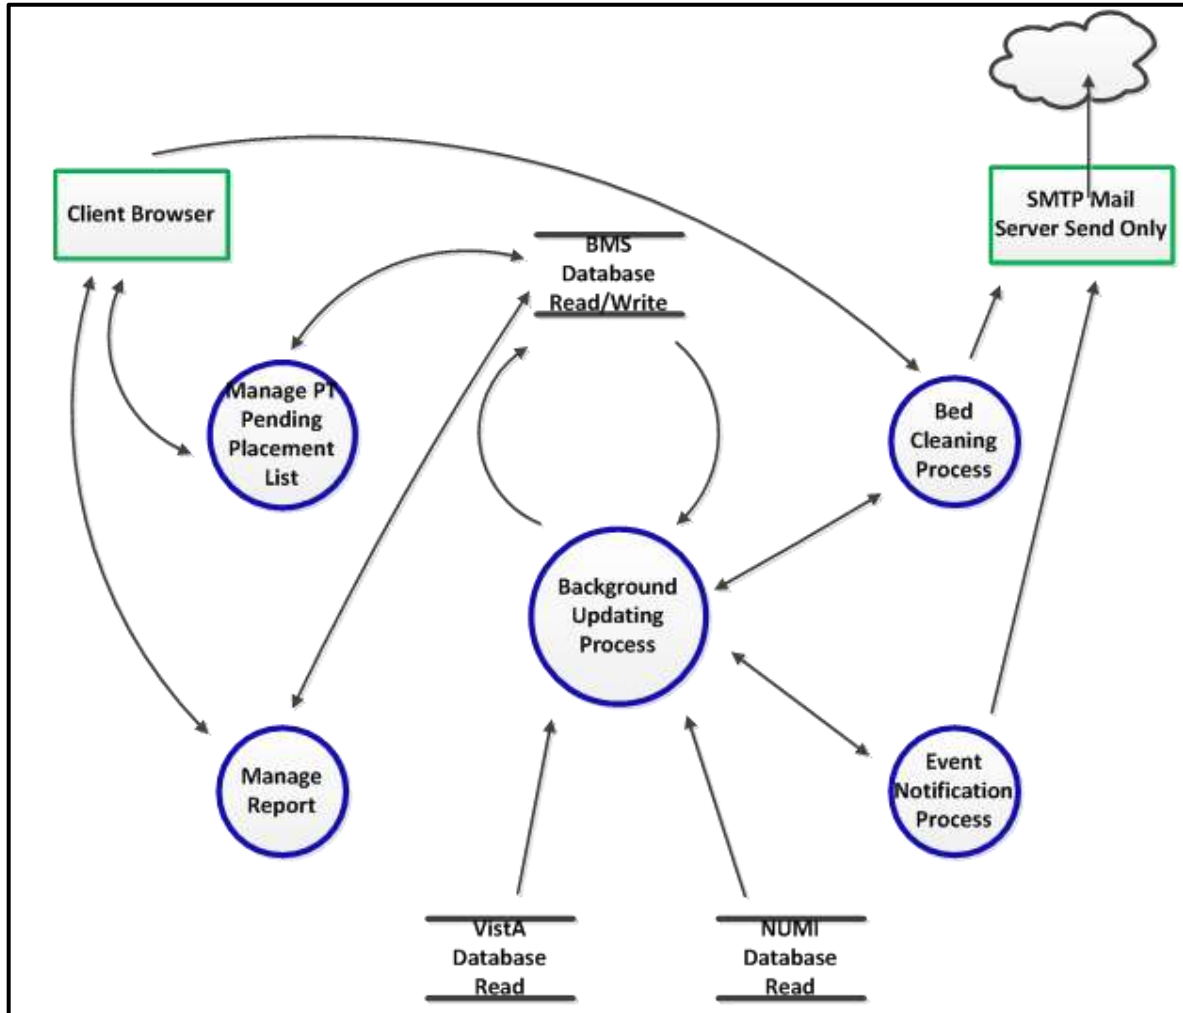 Client Browser
SMTP Mail
Server Send Only
BMS
Database
Read/Write
Manage PT
Pending
Placement
List
Bed
Cleaning
Process
Background
Updating
Process
Manage
Report
Event
Notification
Process
VistA
Database
Read
NUMI
Database
Read